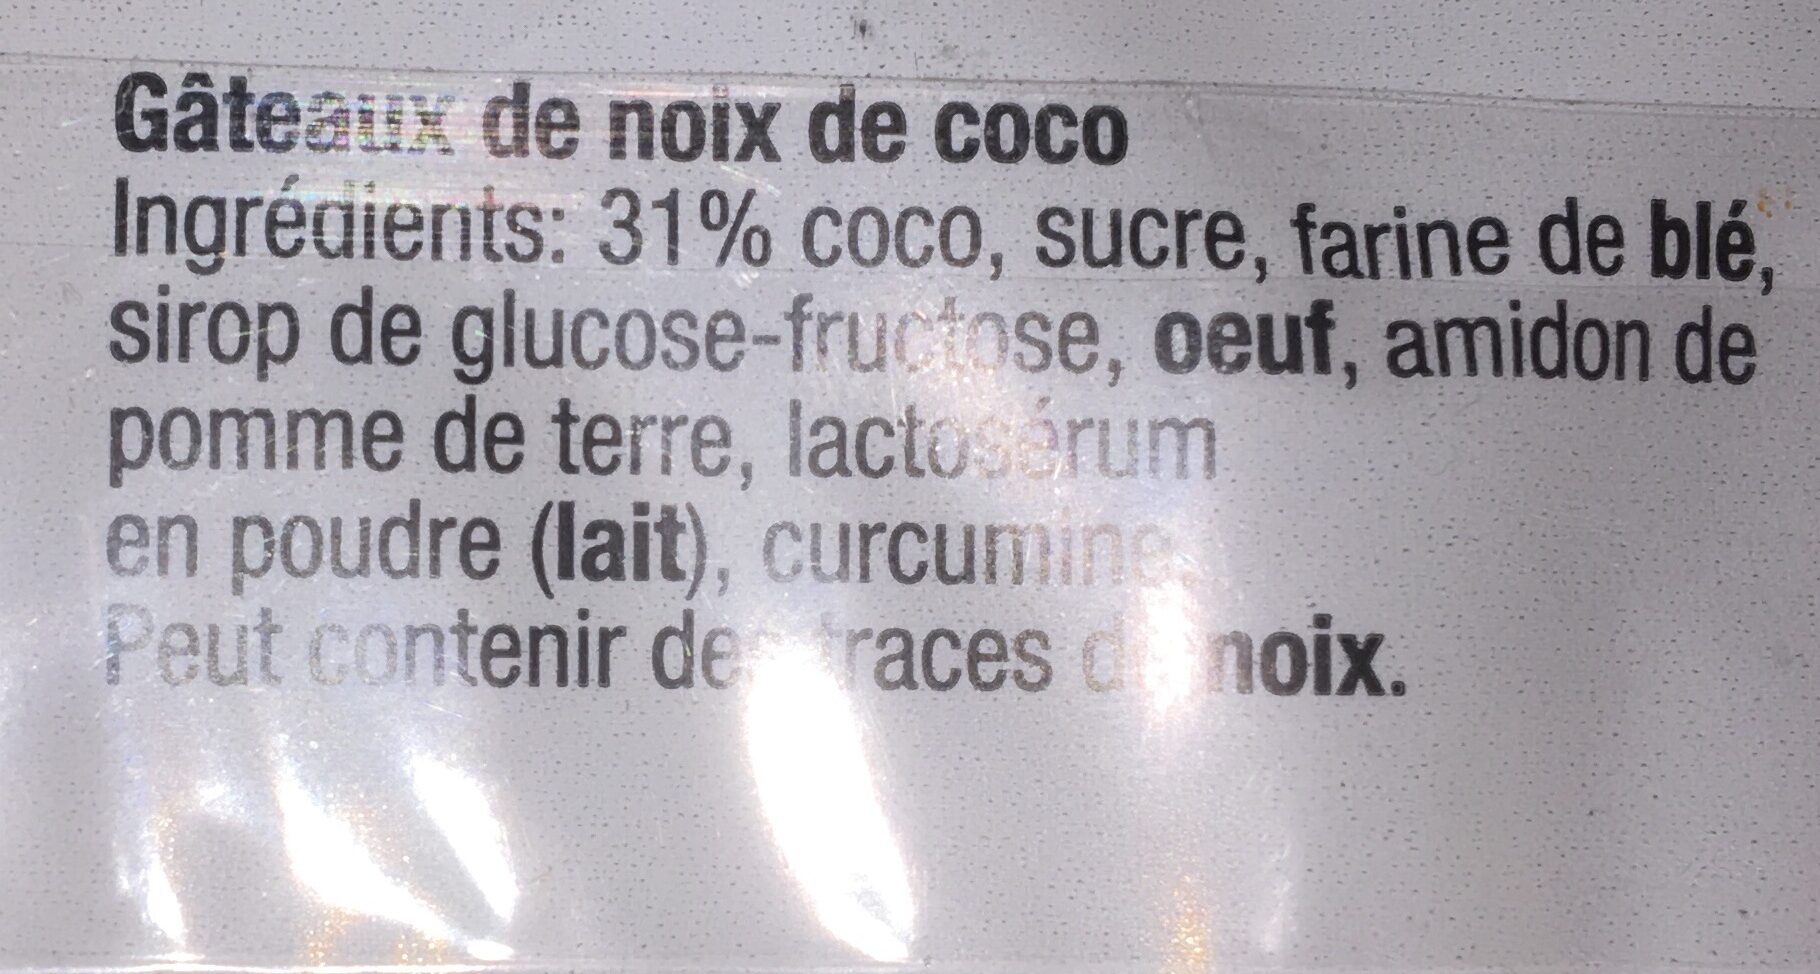 Gâteaux de noix de coco
Ingrédients: 31% coco, sucre, farine de blé,
sirop de glucose-fructose, oeuf, amidon de
pomme de terre, lactosérum
en poudre (lait), curcumine.
Peut contenir des traces de noix.